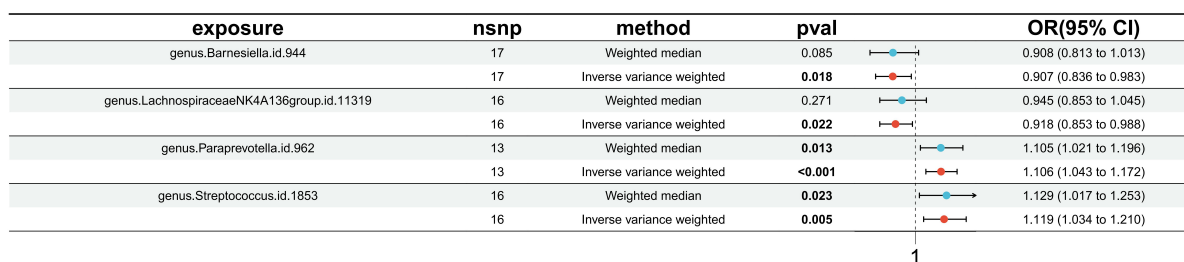 exposure nsnp method pval OR(95% CI)
genus.Barnesiella.id.944 17 Weighted median 0.085 0.908 (0.813 to 1.013)
17 Inverse variance weighted 0.018 0.907 (0.836 to 0.983)
genus.LachnospiraceaeNK4A136group.id.11319 16 Weighted median 0.271 0.945 (0.853 to 1.045)
16 Inverse variance weighted 0.022 0.918 (0.853 to 0.988)
genus.Paraprevotella.id.962 13 Weighted median 0.013 1.105 (1.021 to 1.196)
13 Inverse variance weighted <0.001 1.106 (1.043 to 1.172)
genus.Streptococcus.id.1853 16 Weighted median 0.023 1.129 (1.017 to 1.253)
16 Inverse variance weighted 0.005 1.119 (1.034 to 1.210)
1